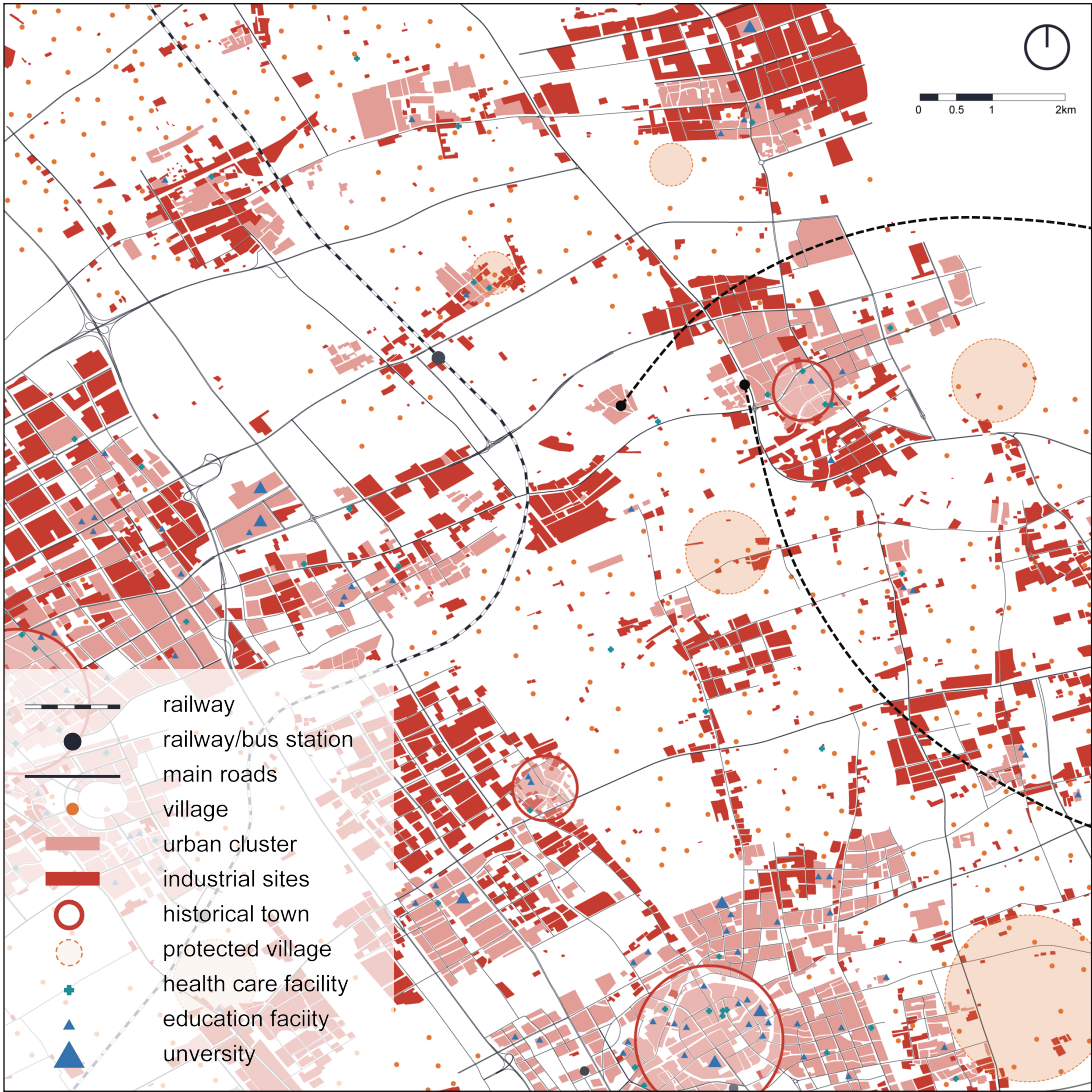 0 0.5 1 2km
railway
railway/bus station
main roads
village
urban cluster
industrial sites
historical town
protected village
health care facility
education faciity
unversity